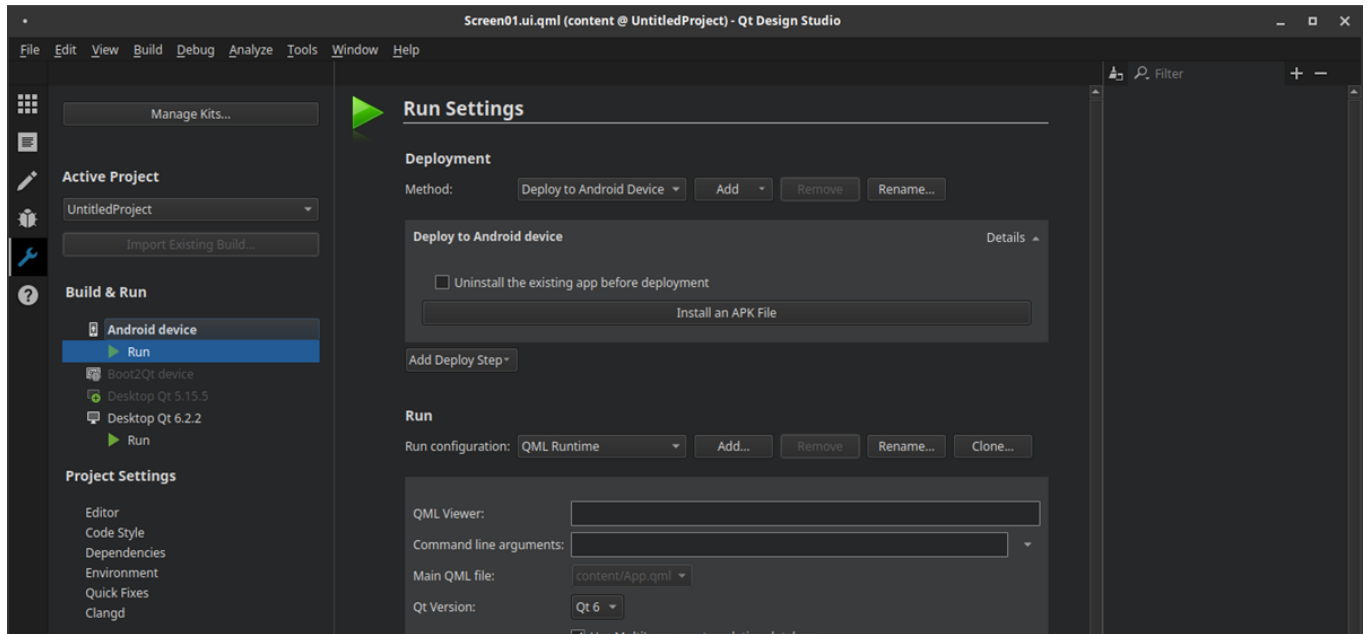 Screen01.ui.qml (content @ UntitledProject) - Qt Design Studio
File Edit View Build Debug Analyze Tools Window Help
Filter
Manage Kits...
Active Project
UntitledProject
Import Existing Build...
Build & Run
Android device
Run
Boot2Qt device
Desktop Qt 5.15.5
Desktop Qt 6.2.2
Run
Project Settings
Editor
Code Style
Dependencies
Environment
Quick Fixes
Clangd
Run Settings
Deployment
Method: Deploy to Android Device Add Remove Rename...
Deploy to Android device Details
Uninstall the existing app before deployment
Install an APK File
Add Deploy Step
Run
Run configuration: QML Runtime Add... Remove Rename... Clone...
QML Viewer:
Command line arguments:
Main QML file: content/App.qml
Qt Version: Qt 6